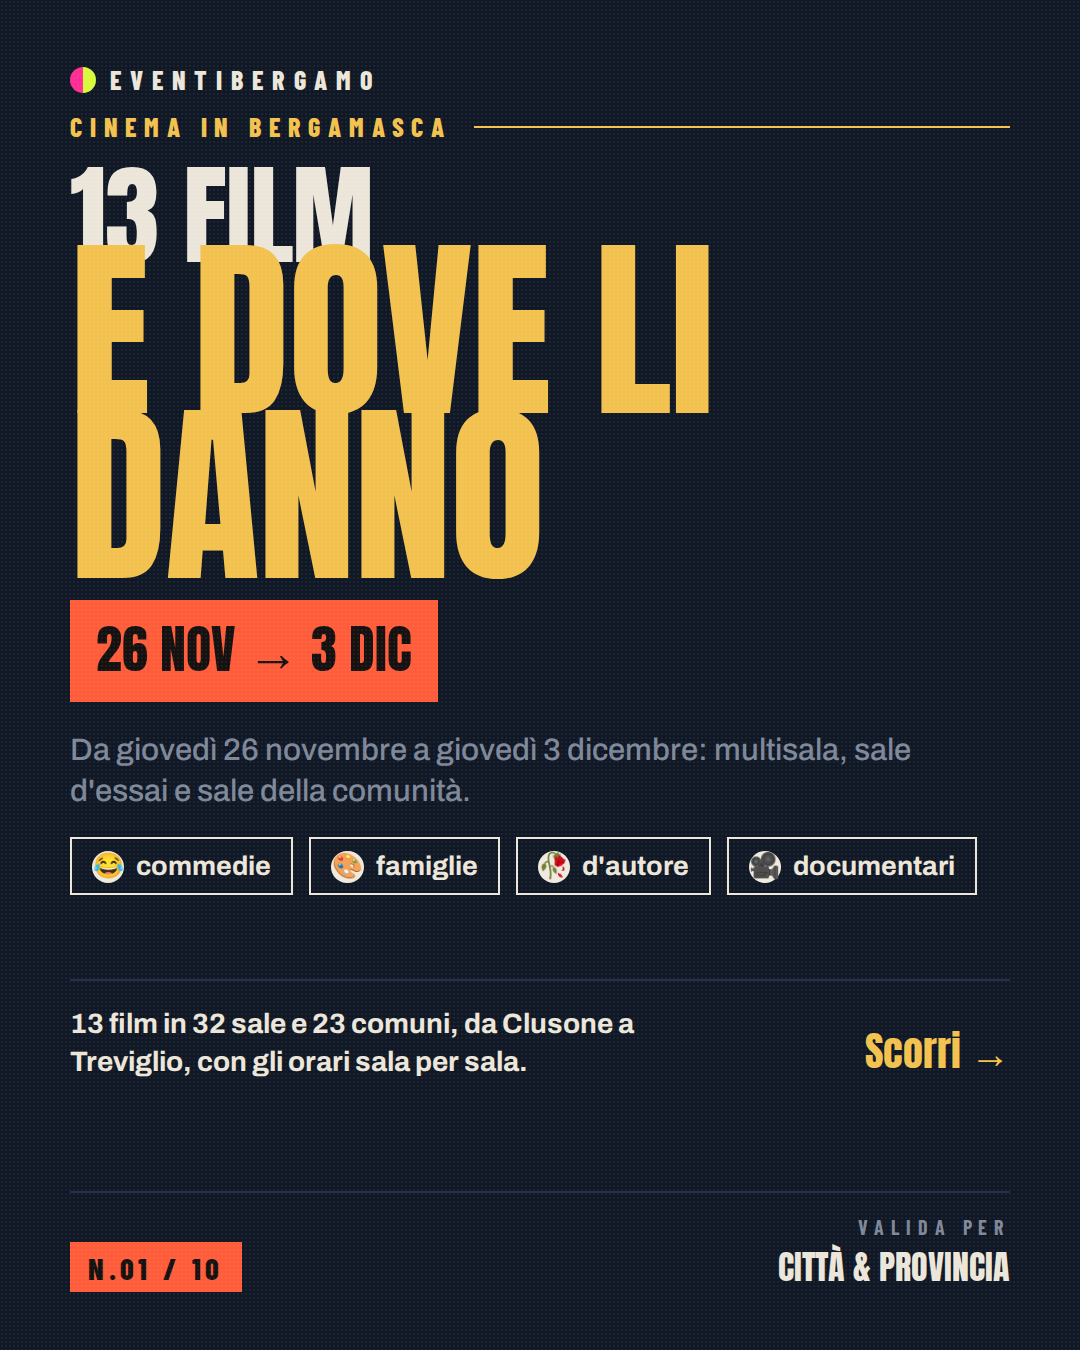 EVENTIBERGAMO
CINEMA IN BERGAMASCA
13 FILM
E DOVE LI
DANNO
26 NOV → 3 DIC
Da giovedì 26 novembre a giovedì 3 dicembre: multisala, sale
d'essai e sale della comunità.
😂 commedie 🎨 famiglie 🥀 d'autore 🎥 documentari
13 film in 32 sale e 23 comuni, da Clusone a
Treviglio, con gli orari sala per sala.
Scorri →
N.01 / 10
VALIDA PER
CITTÀ & PROVINCIA